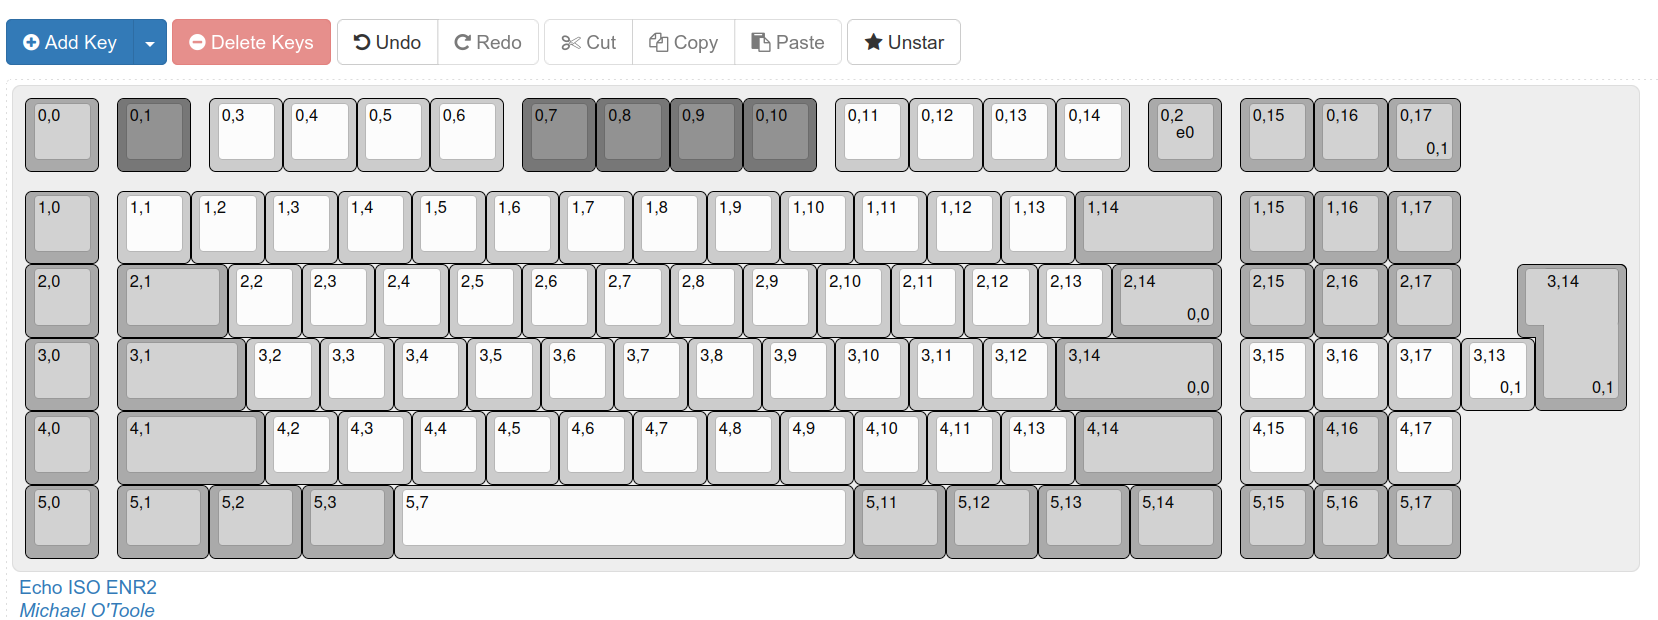 Add Key Delete Keys Undo Redo Cut Copy Paste Unstar
0,0 0,1 0,3 0,4 0,5 0,6 0,7 0,8 0,9 0,10 0,11 0,12 0,13 0,14 0,2 0,15 0,16 0,17
e0
0,1
1,0 1,1 1,2 1,3 1,4 1,5 1,6 1,7 1,8 1,9 1,10 1,11 1,12 1,13 1,14 1,15 1,16 1,17
2,0 2,1 2,2 2,3 2,4 2,5 2,6 2,7 2,8 2,9 2,10 2,11 2,12 2,13 2,14 2,15 2,16 2,17 3,14
0,0
3,0 3,1 3,2 3,3 3,4 3,5 3,6 3,7 3,8 3,9 3,10 3,11 3,12 3,14 3,15 3,16 3,17 3,13
0,0 0,1 0,1
4,0 4,1 4,2 4,3 4,4 4,5 4,6 4,7 4,8 4,9 4,10 4,11 4,13 4,14 4,15 4,16 4,17
5,0 5,1 5,2 5,3 5,7 5,11 5,12 5,13 5,14 5,15 5,16 5,17
Echo ISO ENR2
Michael O'Toole